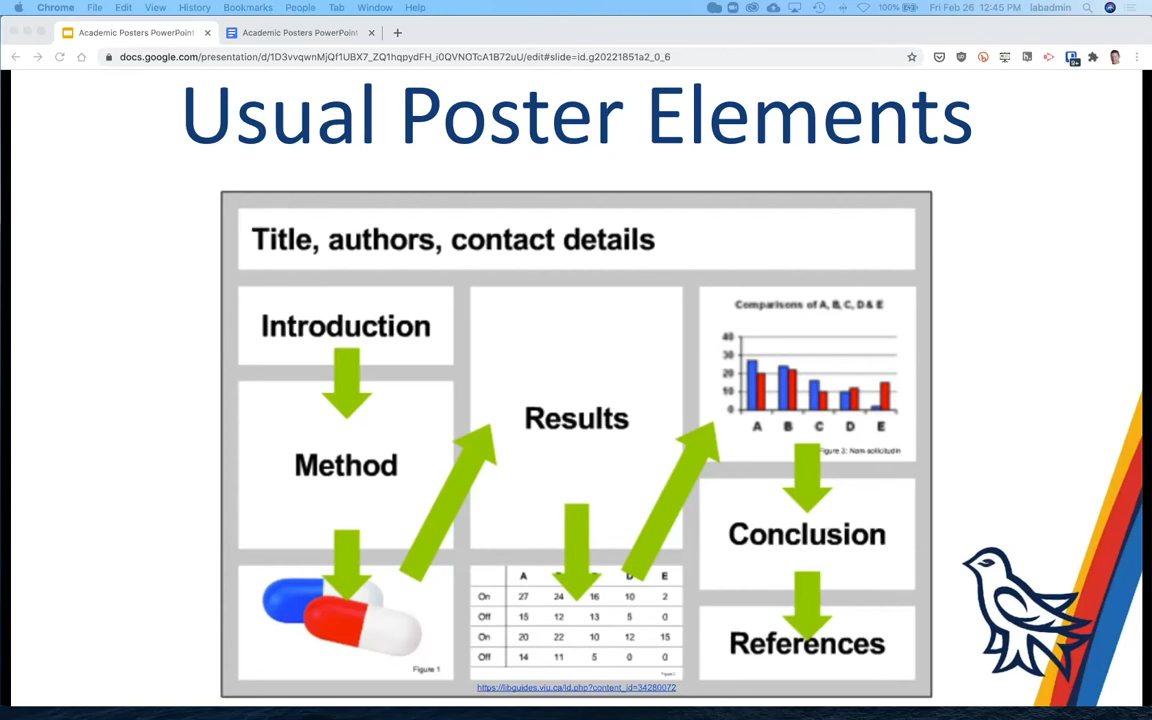 Chrome File Edit View History Bookmarks People Tab Window Help 100% Fri Feb 26 12:45 PM labadmin
Academic Posters PowerPoint Academic Posters PowerPoint
docs.google.com/presentation/d/1D3vvqwnMjQf1UBX7_ZQ1hqpydFH_i0QVNOTcA1B72uU/edit#slide=id.g20221851a2_0_6
Usual Poster Elements
Title, authors, contact details
Introduction
Method
Figure 1
Results
A D E
On 27 24 16 10 2
Off 15 12 13 5 0
On 20 22 10 12 15
Off 14 11 5 0 0
https://libguides.viu.ca/ld.php?content_id=34280072
Comparisons of A, B, C, D & E
40
30
20
10
0
A B C D E
Figure 3: Nam sollicitudin
Conclusion
References